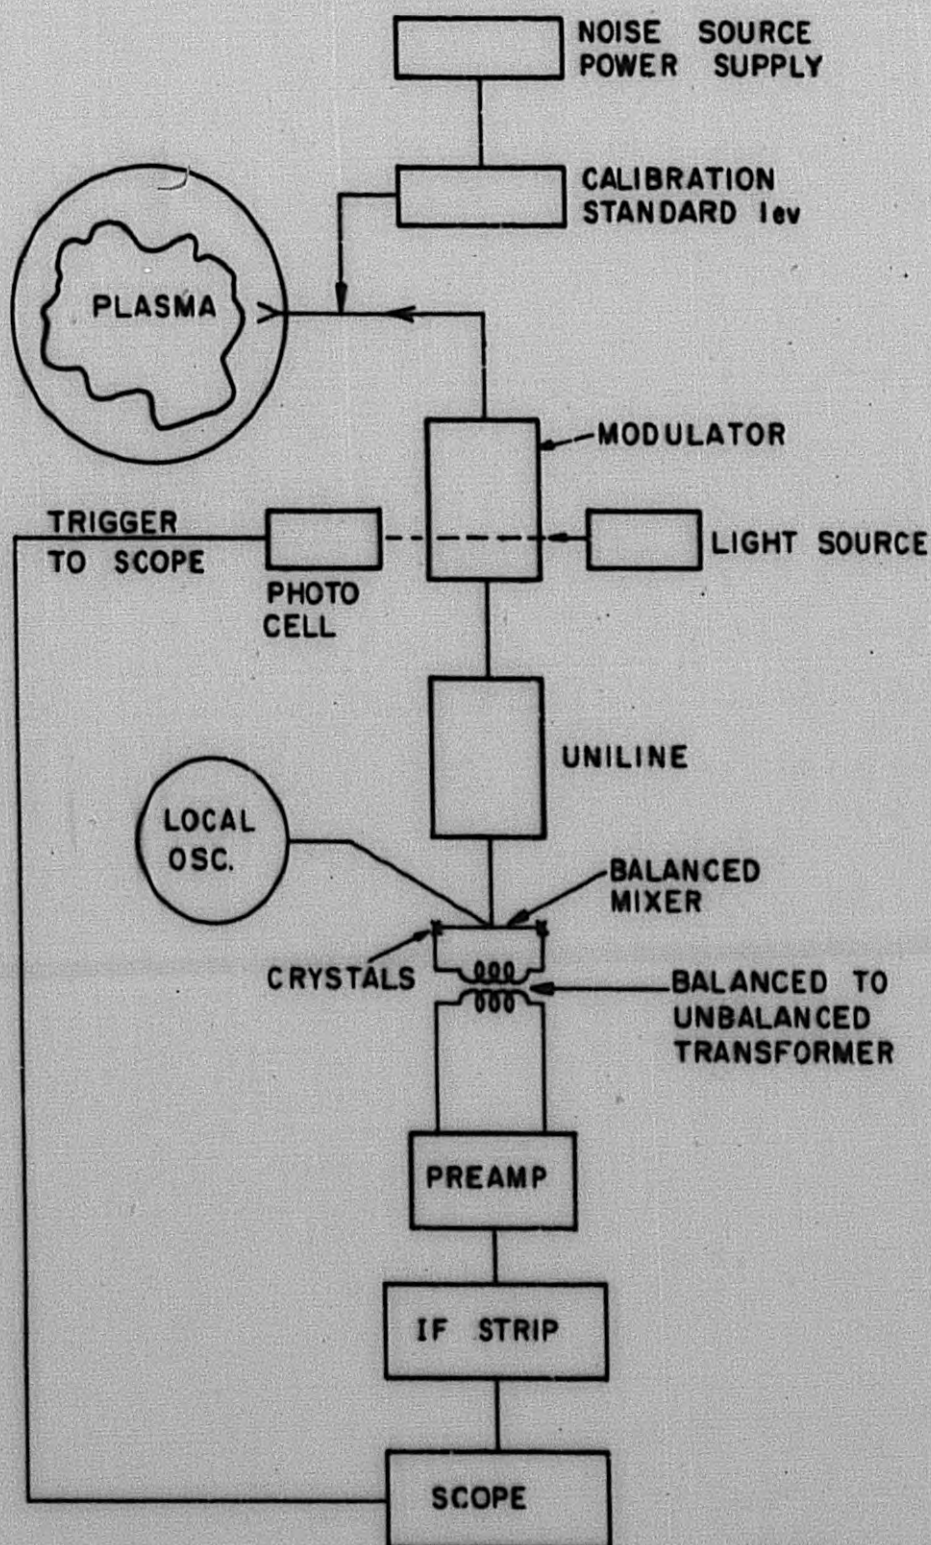 NOISE SOURCE
POWER SUPPLY
CALIBRATION
STANDARD 1ev
PLASMA
MODULATOR
TRIGGER
TO SCOPE
LIGHT SOURCE
PHOTO
CELL
UNILINE
LOCAL
OSC.
BALANCED
MIXER
CRYSTALS
BALANCED TO
UNBALANCED
TRANSFORMER
PREAMP
IF STRIP
SCOPE